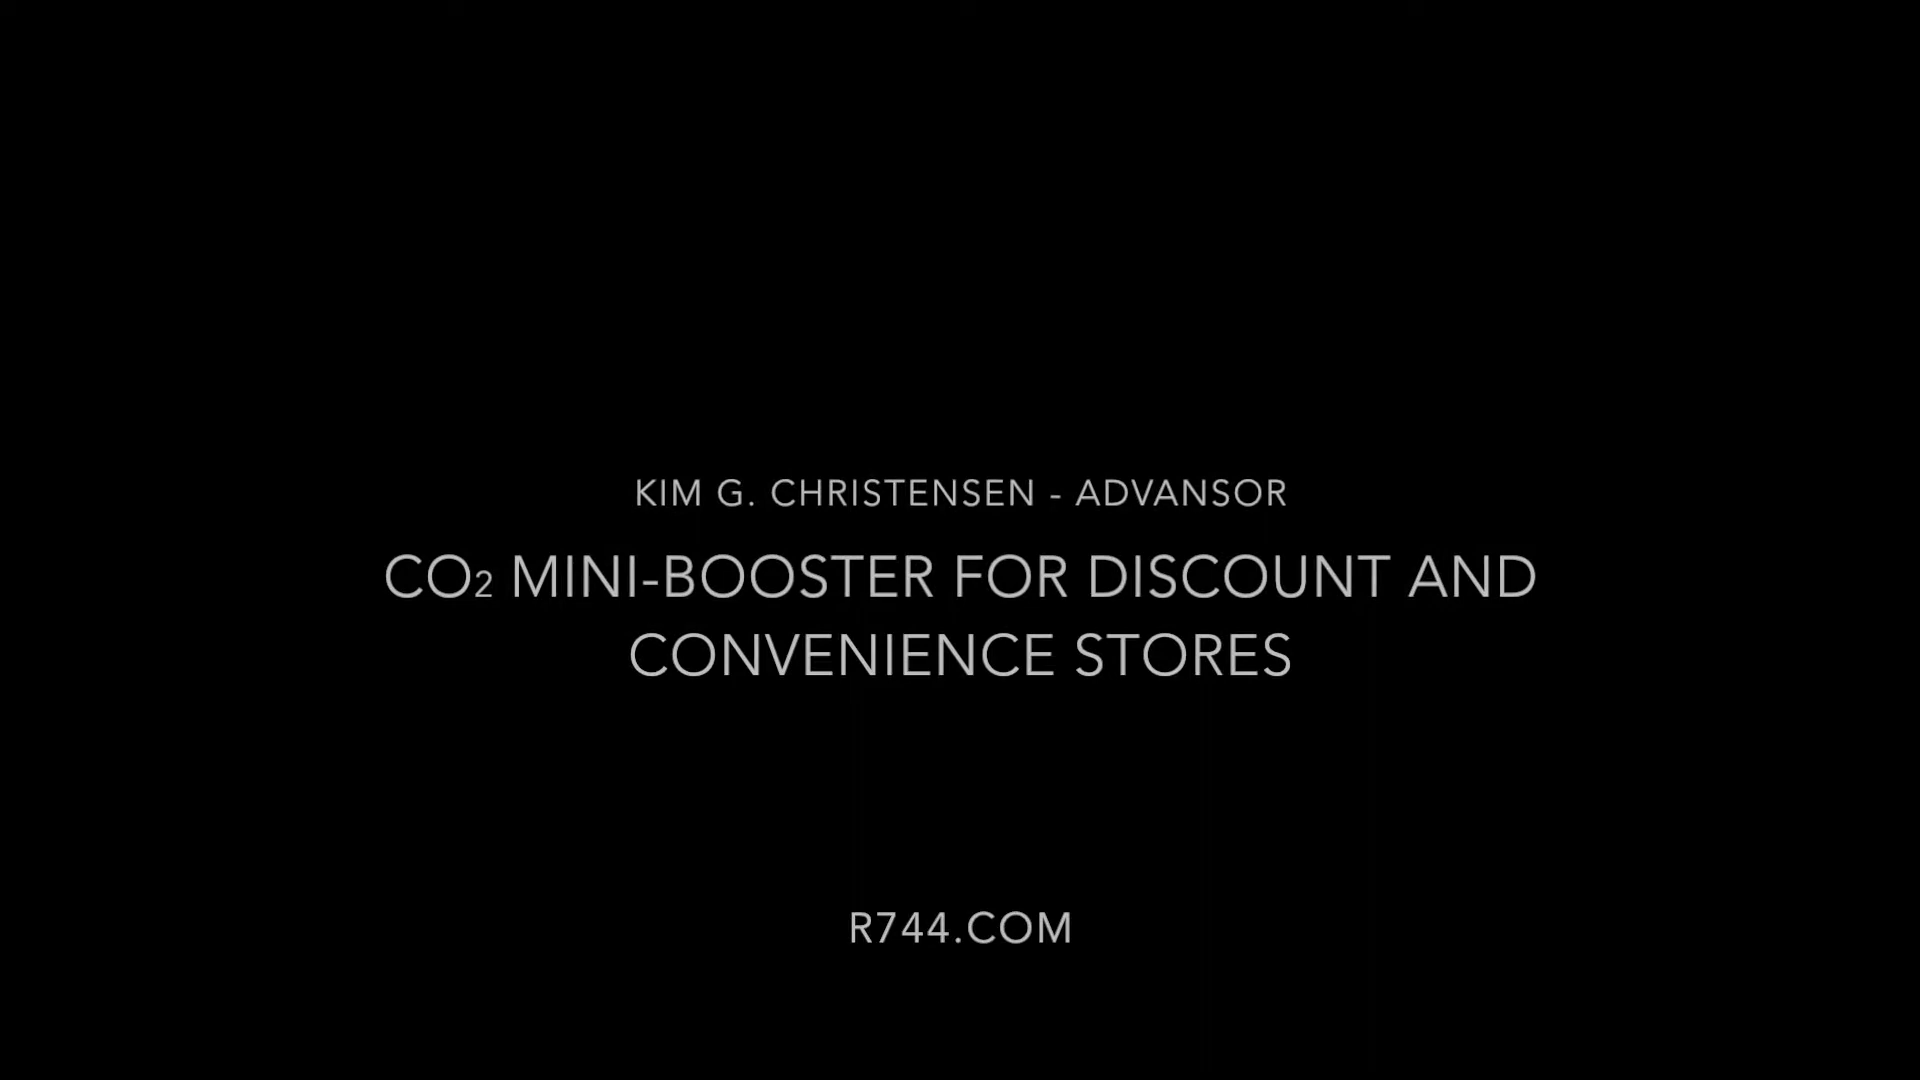 KIM G. CHRISTENSEN - ADVANSOR
CO2 MINI-BOOSTER FOR DISCOUNT AND
CONVENIENCE STORES
R744.COM